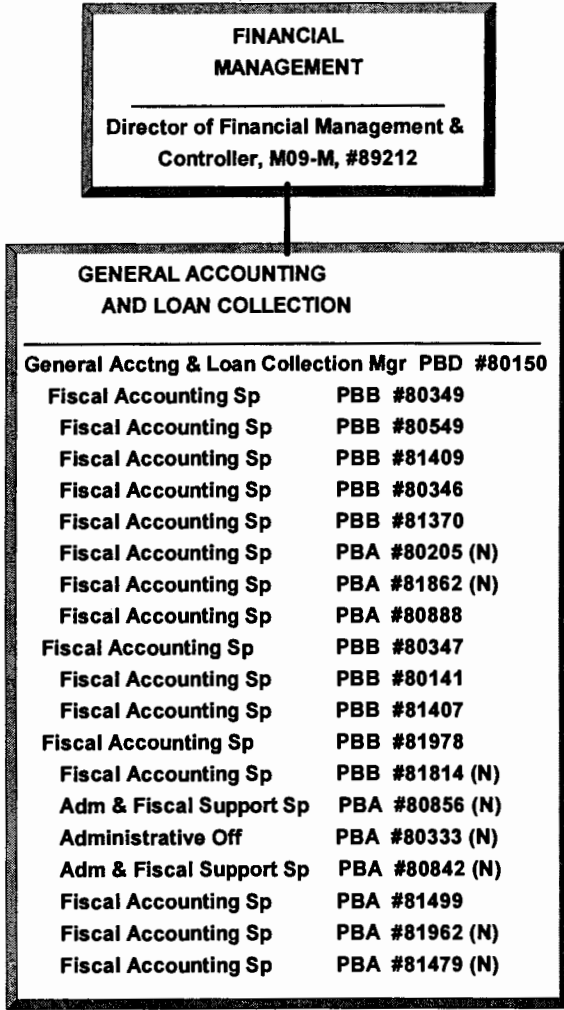 FINANCIAL
MANAGEMENT
Director of Financial Management &
Controller, M09-M, #89212
GENERAL ACCOUNTING
AND LOAN COLLECTION
General Acctng & Loan Collection Mgr PBD #80150
Fiscal Accounting Sp PBB #80349
Fiscal Accounting Sp PBB #80549
Fiscal Accounting Sp PBB #81409
Fiscal Accounting Sp PBB #80346
Fiscal Accounting Sp PBB #81370
Fiscal Accounting Sp PBA #80205 (N)
Fiscal Accounting Sp PBA #81862 (N)
Fiscal Accounting Sp PBA #80888
Fiscal Accounting Sp PBB #80347
Fiscal Accounting Sp PBB #80141
Fiscal Accounting Sp PBB #81407
Fiscal Accounting Sp PBB #81978
Fiscal Accounting Sp PBB #81814 (N)
Adm & Fiscal Support Sp PBA #80856 (N)
Administrative Off PBA #80333 (N)
Adm & Fiscal Support Sp PBA #80842 (N)
Fiscal Accounting Sp PBA #81499
Fiscal Accounting Sp PBA #81962 (N)
Fiscal Accounting Sp PBA #81479 (N)